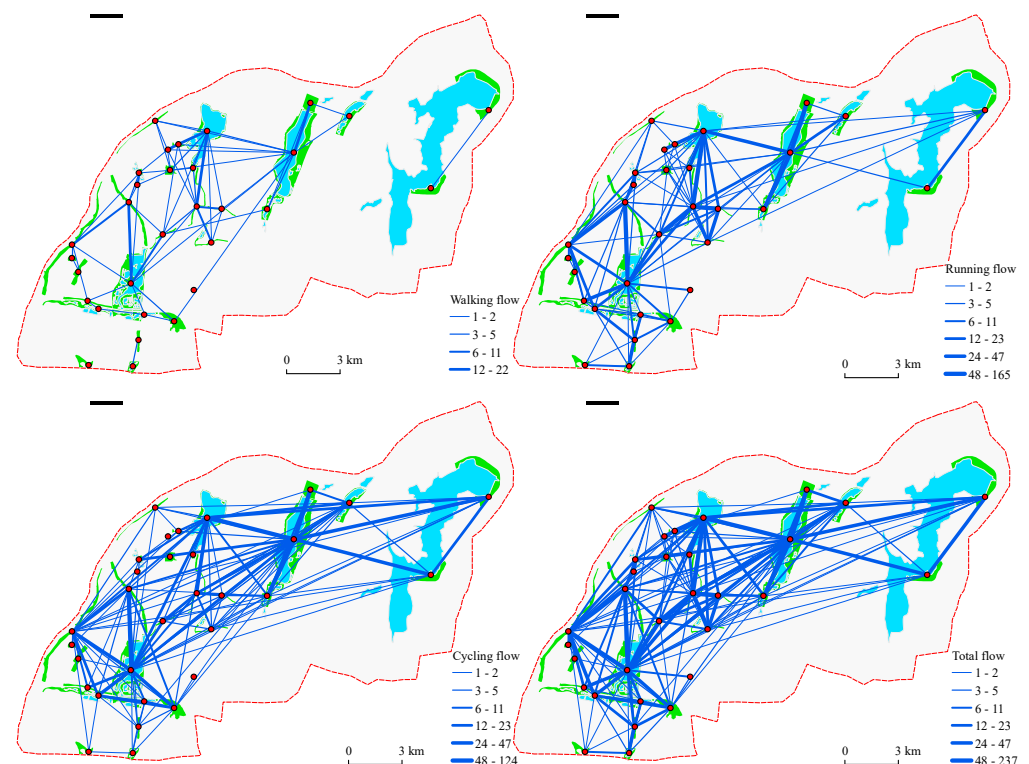 Walking flow
1 - 2
3 - 5
6 - 11
12 - 22
0 3 km
Running flow
1 - 2
3 - 5
6 - 11
12 - 23
24 - 47
48 - 165
0 3 km
Cycling flow
1 - 2
3 - 5
6 - 11
12 - 23
24 - 47
48 - 124
0 3 km
Total flow
1 - 2
3 - 5
6 - 11
12 - 23
24 - 47
48 - 237
0 3 km